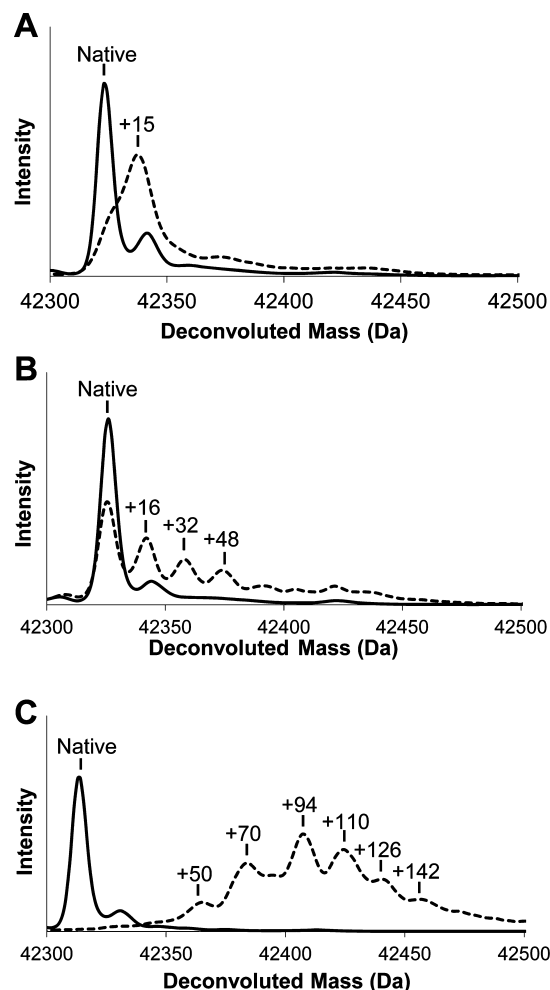 A
Native
+15
Intensity
42300 42350 42400 42450 42500
Deconvoluted Mass (Da)
B
Native
+16
+32
+48
Intensity
42300 42350 42400 42450 42500
Deconvoluted Mass (Da)
C
Native
+94
+110
+70
+126
+142
+50
Intensity
42300 42350 42400 42450 42500
Deconvoluted Mass (Da)